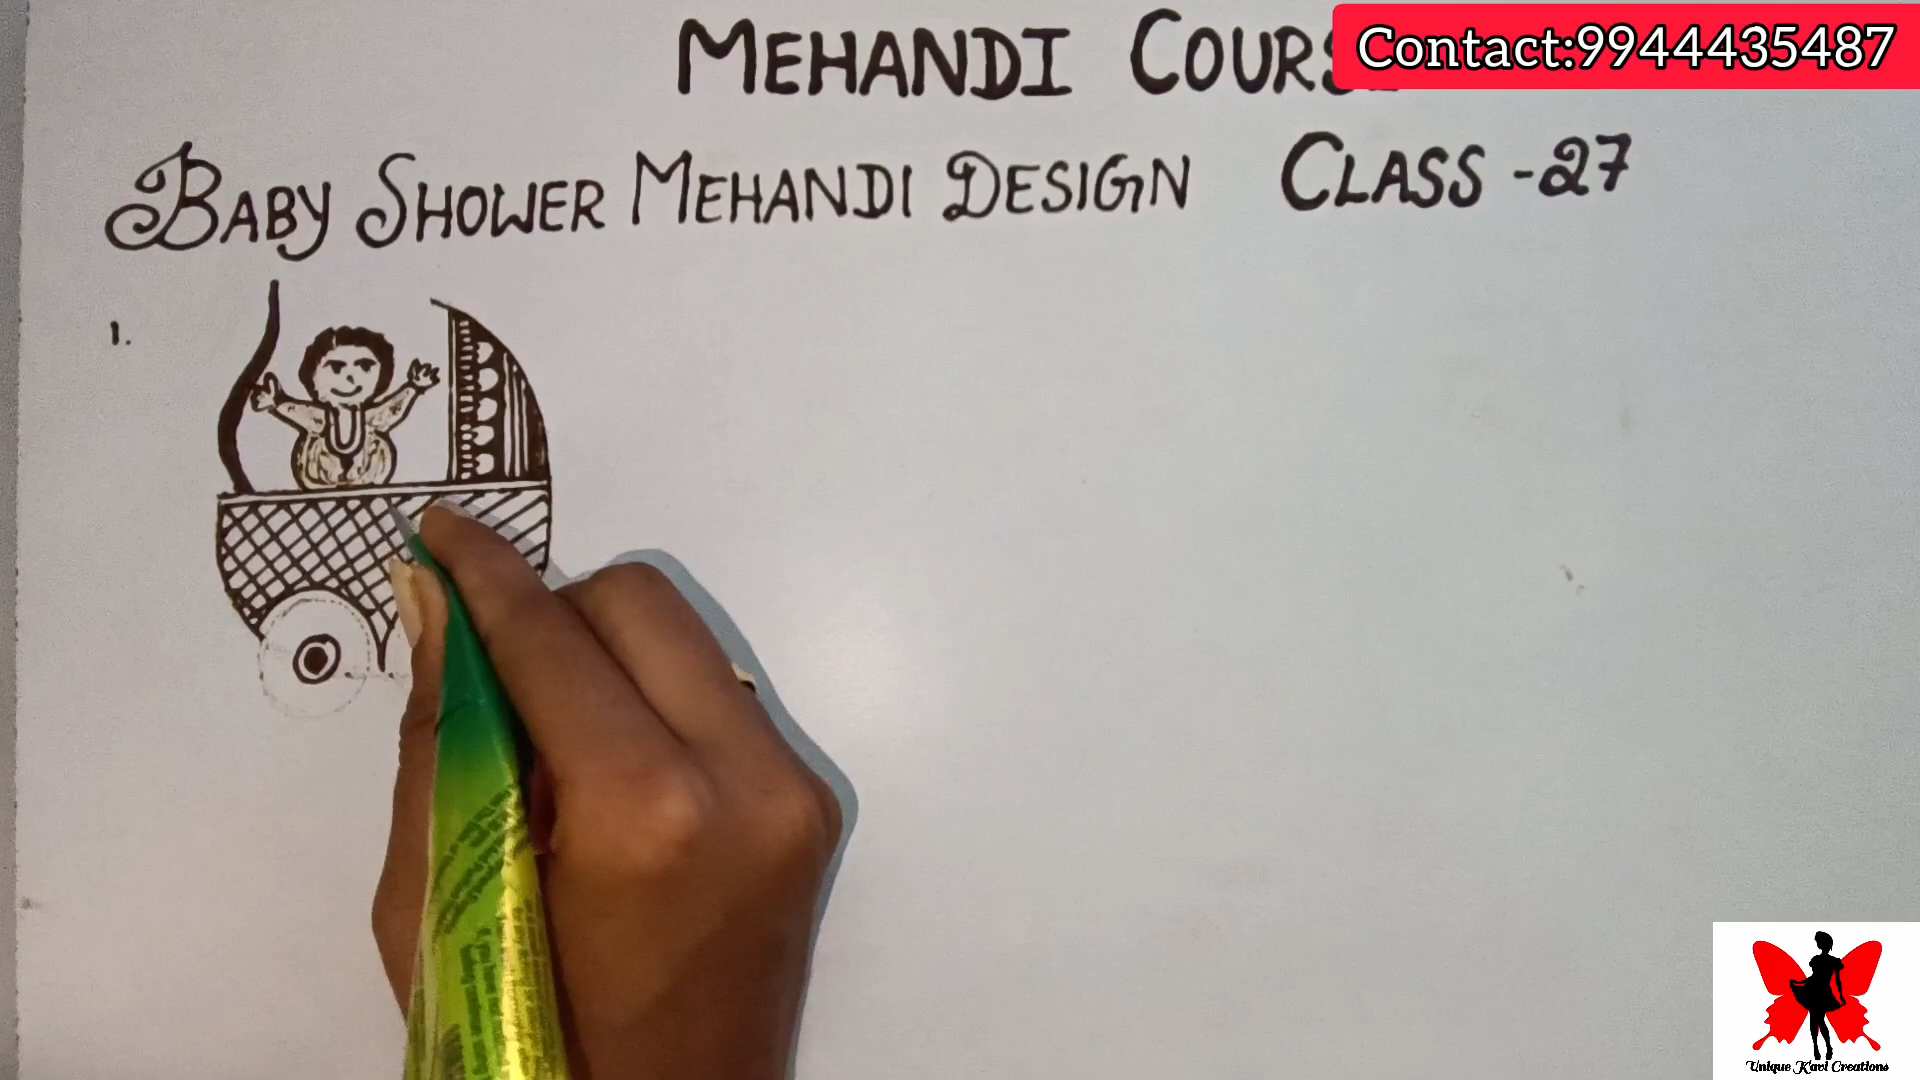 MEHANDI COURS
Contact:9944435487
BABY SHOWER MEHANDI DESIGN CLASS -27
1.
Unique Kavi Creations